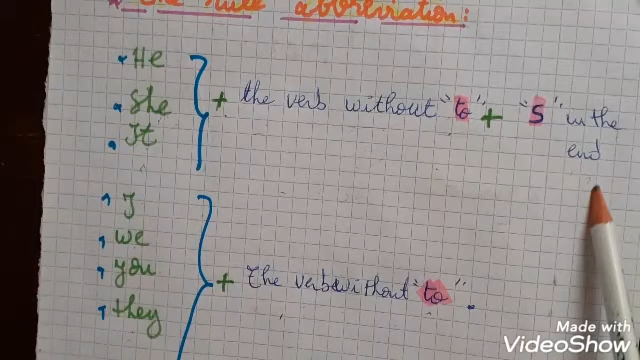 the rule abbreviation:
He
She
It
+ the verb without "to" + "S" in the
end
I
we
you
they
+ The verb without "to".
Made with
VideoShow